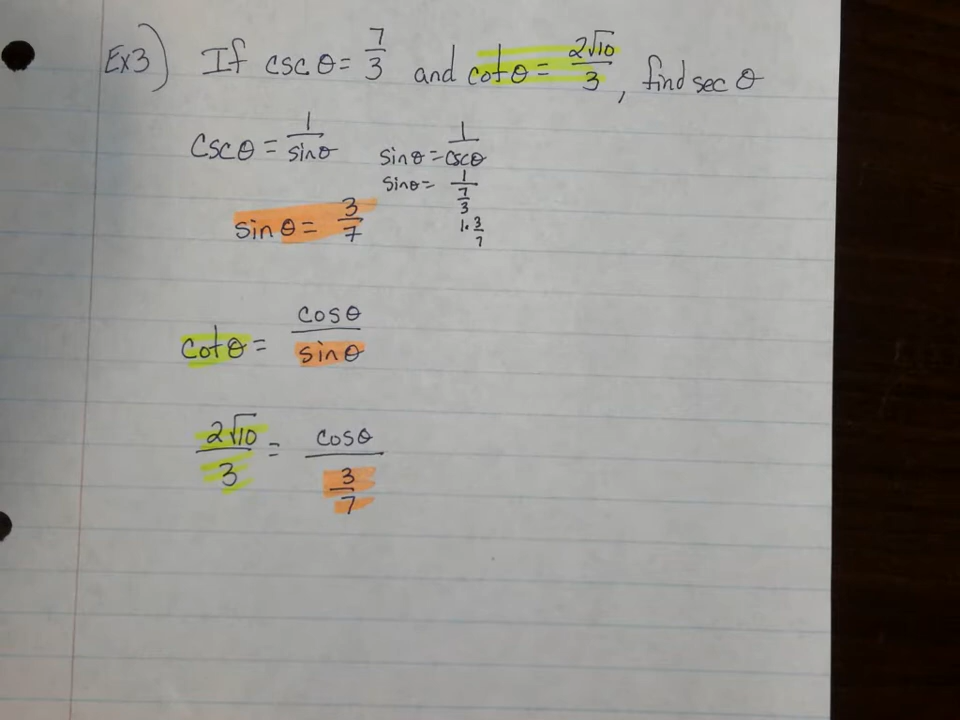 Ex3) If csc θ = 7/3 and cot θ = 2√10/3, find sec θ
csc θ = 1/sin θ
sin θ = 1/csc θ
sin θ = 1/(7/3)
1 · 3/7
sin θ = 3/7
cot θ = cos θ/sin θ
2√10/3 = cos θ/(3/7)